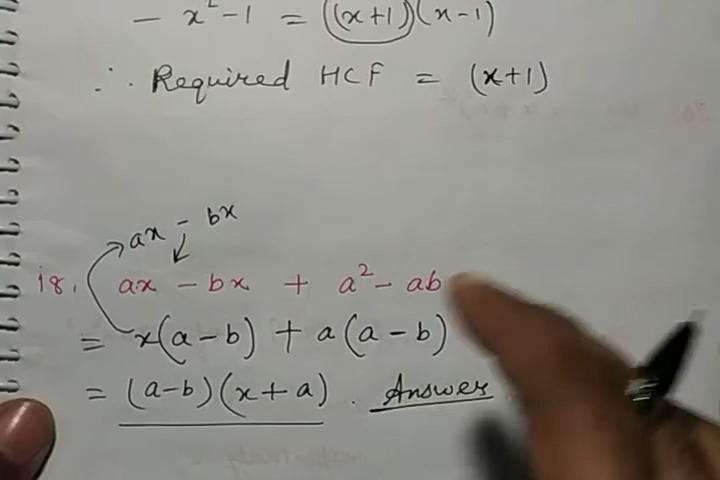 - x² - 1 = (x+1)(x-1)
∴ Required HCF = (x+1)
ax - bx
18. ax - bx + a² - ab
= x(a-b) + a(a-b)
= (a-b)(x+a). Answer